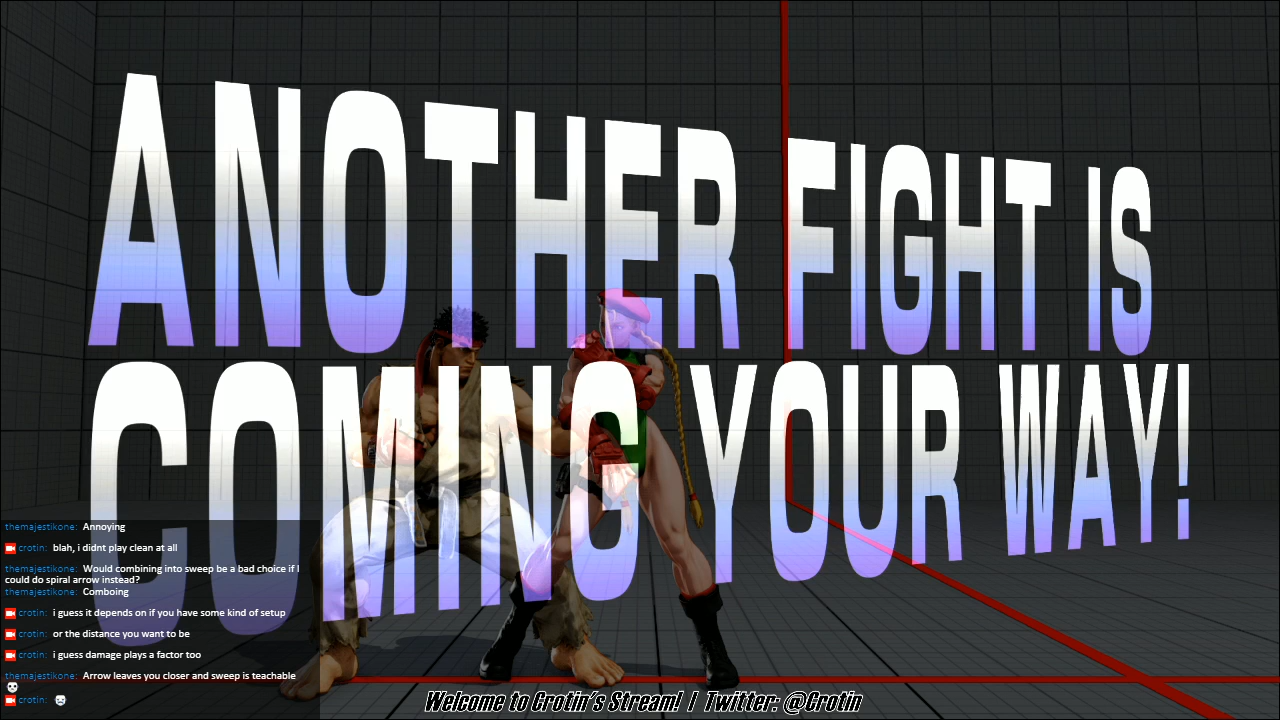 ANOTHER FIGHT IS
COMING YOUR WAY!
themajestikone: Annoying
crotin: blah, i didnt play clean at all
themajestikone: Would combining into sweep be a bad choice if I
could do spiral arrow instead?
themajestikone: Comboing
crotin: i guess it depends on if you have some kind of setup
crotin: or the distance you want to be
crotin: i guess damage plays a factor too
themajestikone: Arrow leaves you closer and sweep is teachable
crotin:
Welcome to Crotin's Stream! | Twitter: @Crotin